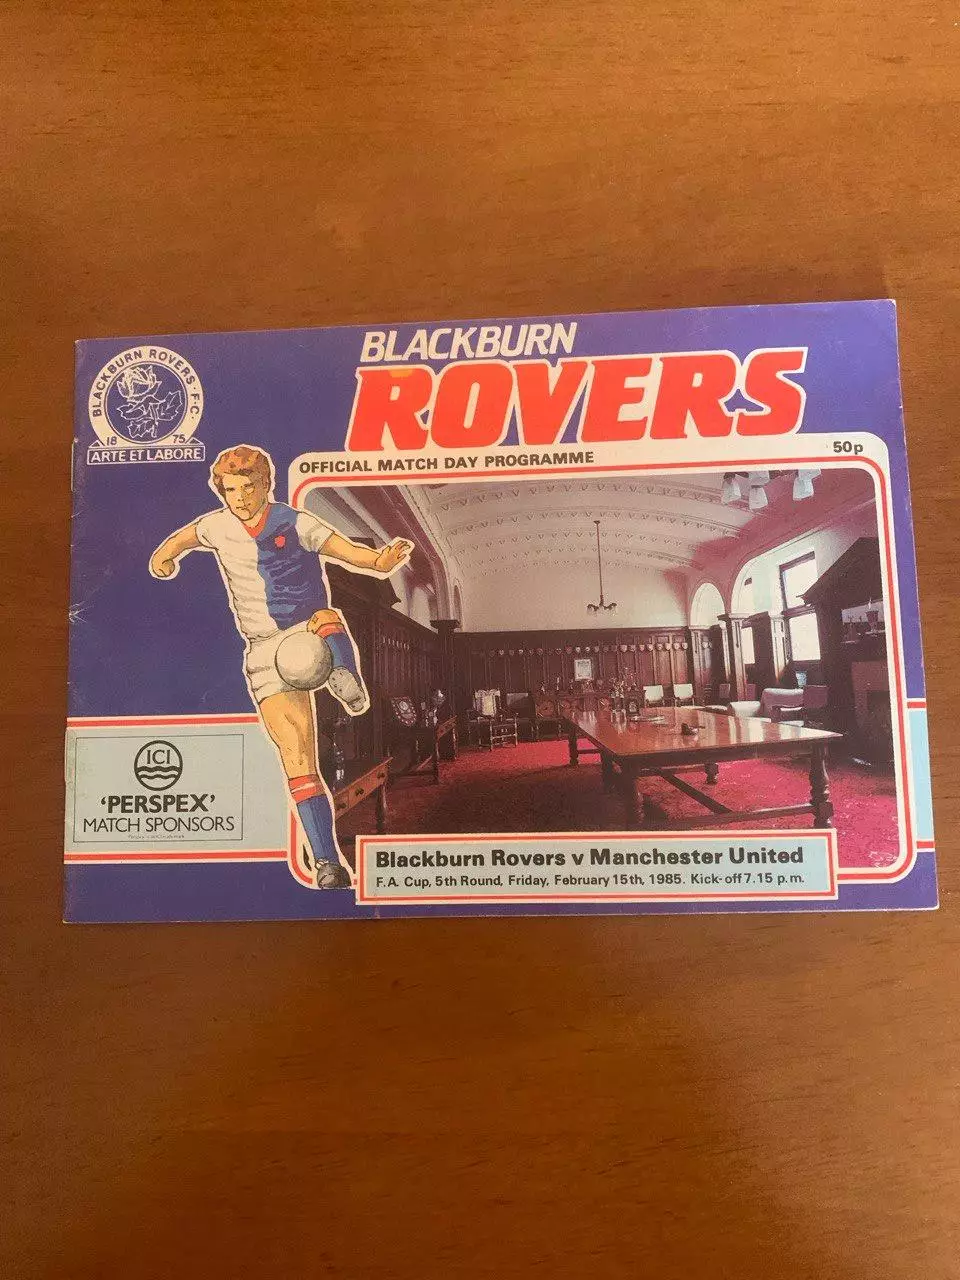 BLACKBURN ROVERS F.C.
18 75
ARTE ET LABORE
BLACKBURN
ROVERS
OFFICIAL MATCH DAY PROGRAMME
50p
ICI
'PERSPEX'
MATCH SPONSORS
Blackburn Rovers v Manchester United
F.A. Cup, 5th Round, Friday, February 15th, 1985. Kick-off 7.15 p.m.